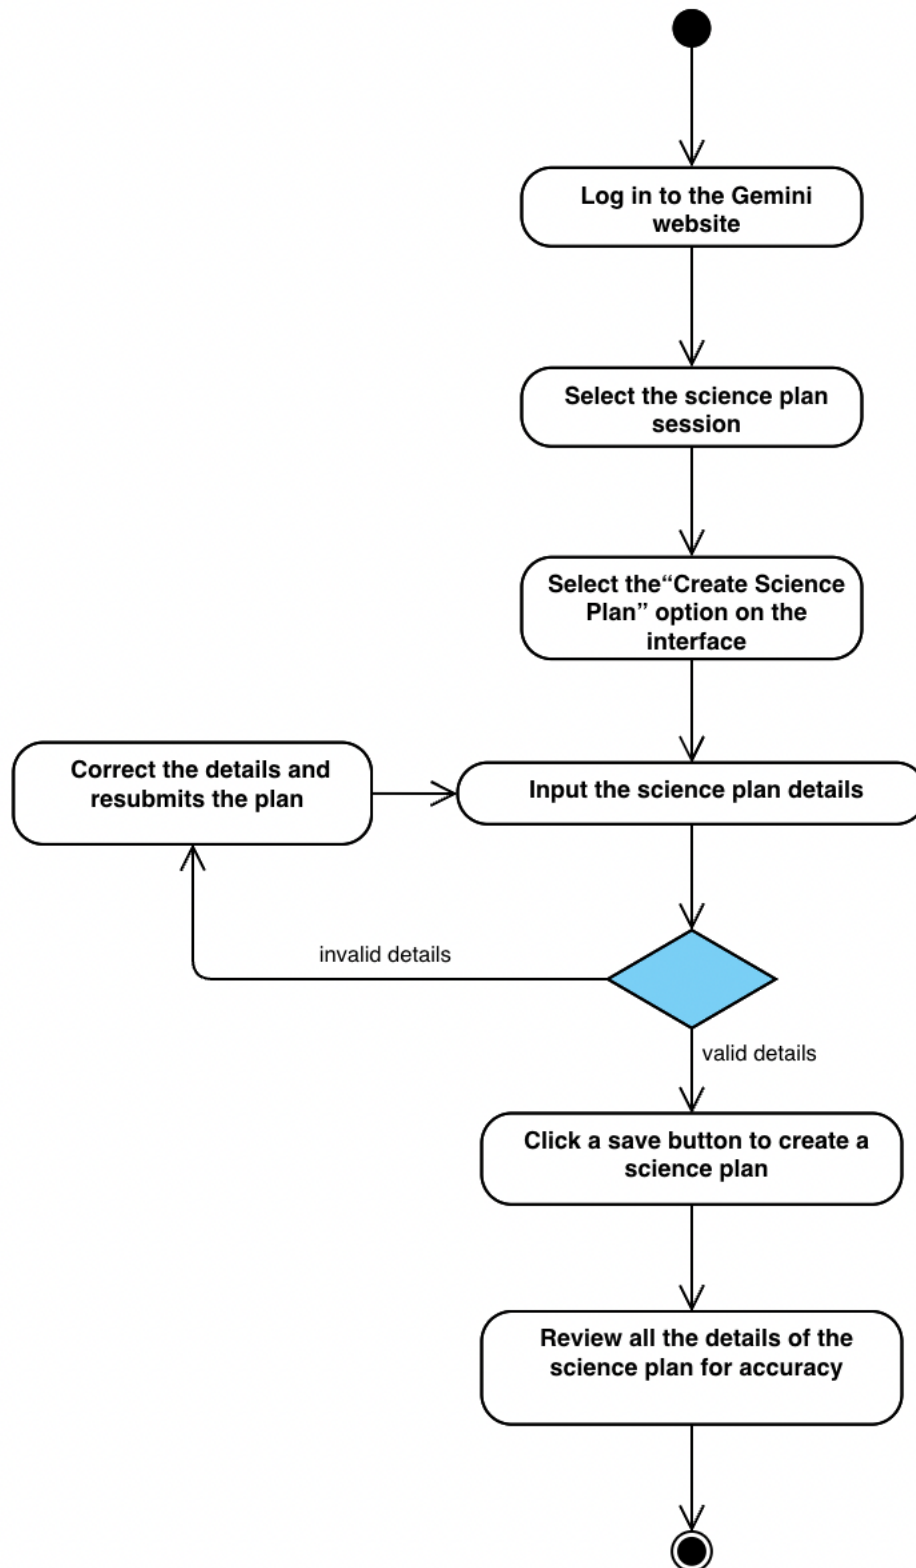 Log in to the Gemini
website
Select the science plan
session
Select the“Create Science
Plan” option on the
interface
Correct the details and
resubmits the plan
Input the science plan details
invalid details
valid details
Click a save button to create a
science plan
Review all the details of the
science plan for accuracy